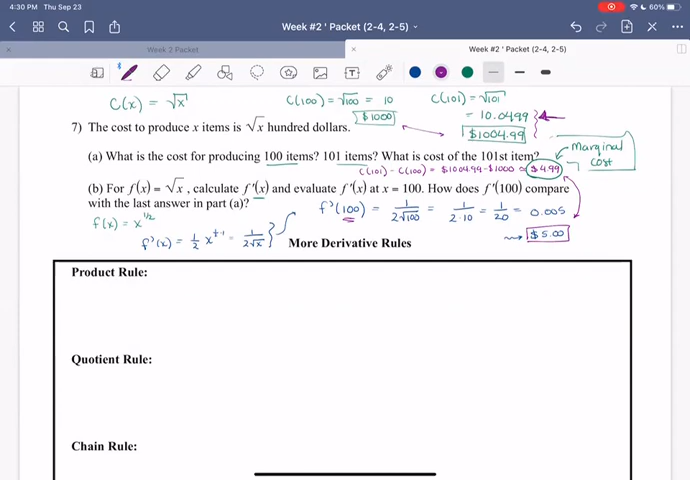 4:30 PM Thu Sep 23
60%
Week #2 ' Packet (2-4, 2-5)
Week 2 Packet
Week #2 ' Packet (2-4, 2-5)
C(x) = √x
C(100) = √100 = 10
$1000
C(101) = √101
= 10.0499
$1004.99
7) The cost to produce x items is √x hundred dollars.
Marginal cost
(a) What is the cost for producing 100 items? 101 items? What is cost of the 101st item?
C(101) - C(100) = $1004.99 - $1000 ≈ $4.99
(b) For f(x) = √x , calculate f '(x) and evaluate f '(x) at x = 100. How does f '(100) compare
with the last answer in part (a)?
f(x) = x^1/2
f'(x) = 1/2 x^½-1 = 1/2√x
f'(100) = 1/2√100 = 1/2·10 = 1/20 = 0.005
$5.00
More Derivative Rules
Product Rule:
Quotient Rule:
Chain Rule: